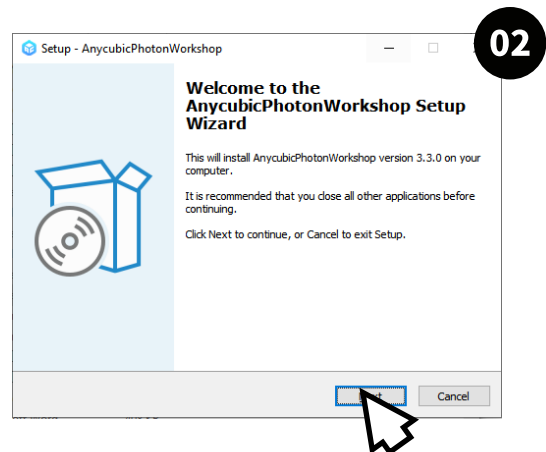 02
Setup - AnycubicPhotonWorkshop
Welcome to the
AnycubicPhotonWorkshop Setup
Wizard
This will install AnycubicPhotonWorkshop version 3.3.0 on your
computer.
It is recommended that you close all other applications before
continuing.
Click Next to continue, or Cancel to exit Setup.
Cancel